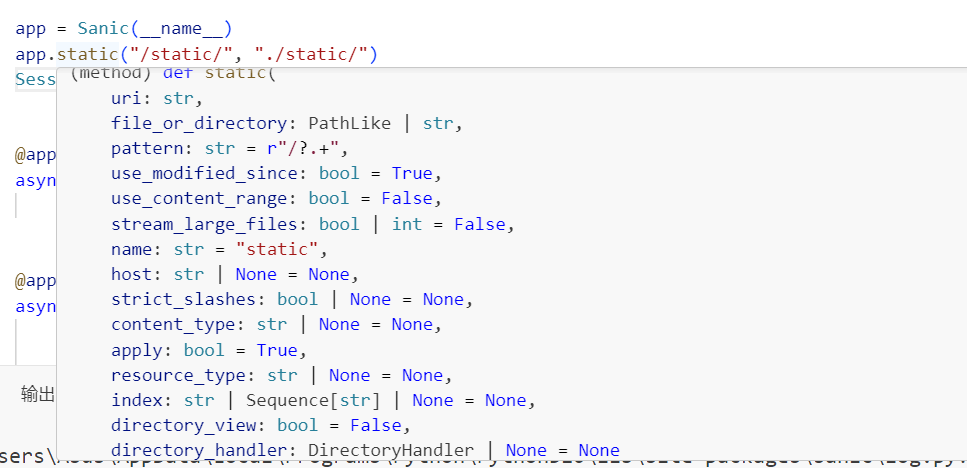 app = Sanic(__name__)
app.static("/static/", "./static/")
Sess
(method) def static(
uri: str,
file_or_directory: PathLike | str,
pattern: str = r"/?.+",
@app
use_modified_since: bool = True,
asyn
use_content_range: bool = False,
stream_large_files: bool | int = False,
name: str = "static",
host: str | None = None,
@app
strict_slashes: bool | None = None,
asyn
content_type: str | None = None,
apply: bool = True,
resource_type: str | None = None,
输出
index: str | Sequence[str] | None = None,
directory_view: bool = False,
directory_handler: DirectoryHandler | None = None